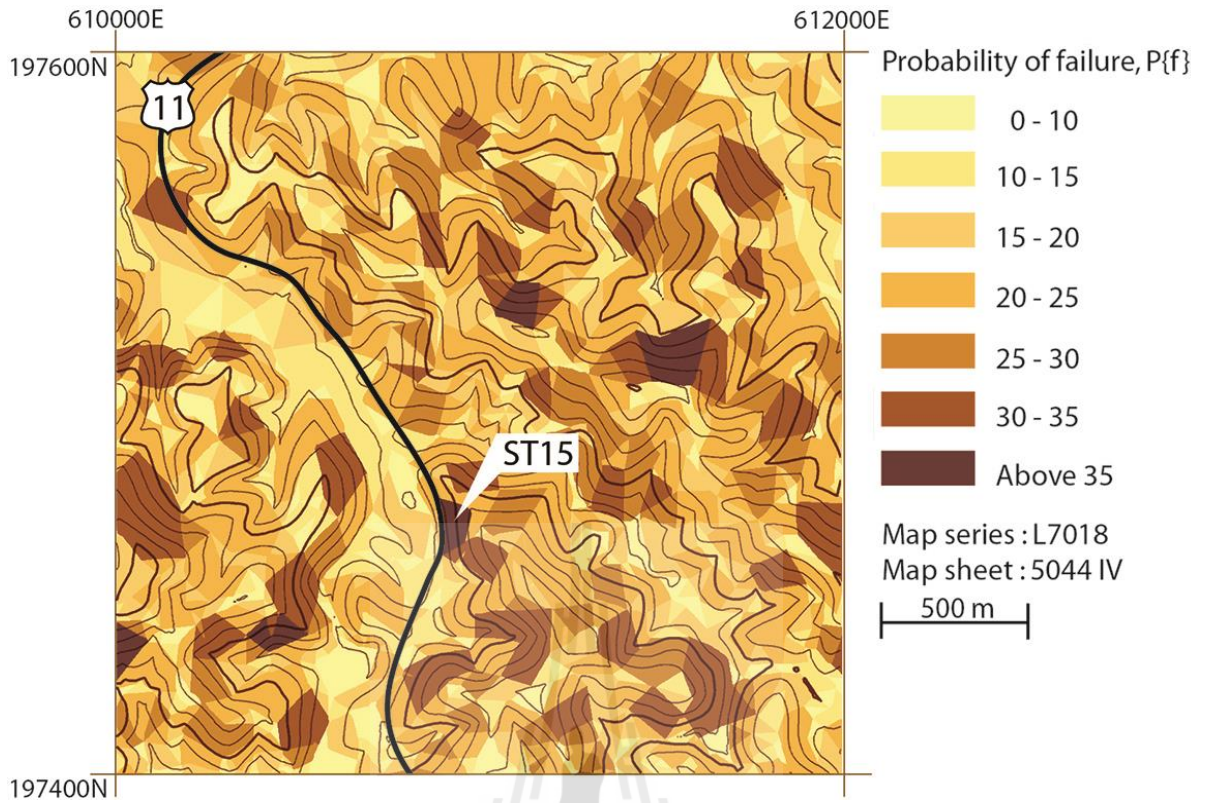 610000E
612000E
197600N
11
ST15
197400N
Probability of failure, P{f}
0 - 10
10 - 15
15 - 20
20 - 25
25 - 30
30 - 35
Above 35
Map series : L7018
Map sheet : 5044 IV
500 m